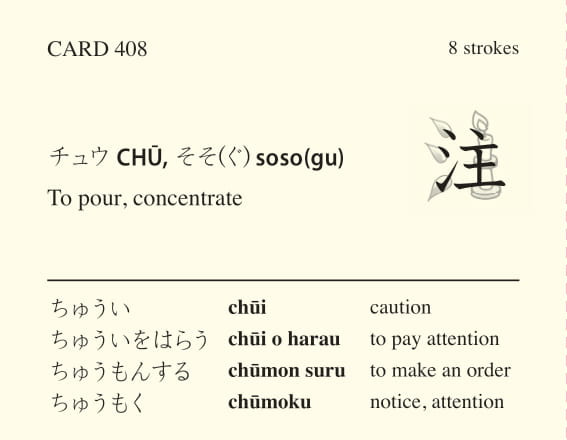 CARD 408 8 strokes
注
チュウ CHŪ, そそ(ぐ) soso(gu)
To pour, concentrate
ちゅうい chūi caution
ちゅういをはらう chūi o harau to pay attention
ちゅうもんする chūmon suru to make an order
ちゅうもく chūmoku notice, attention